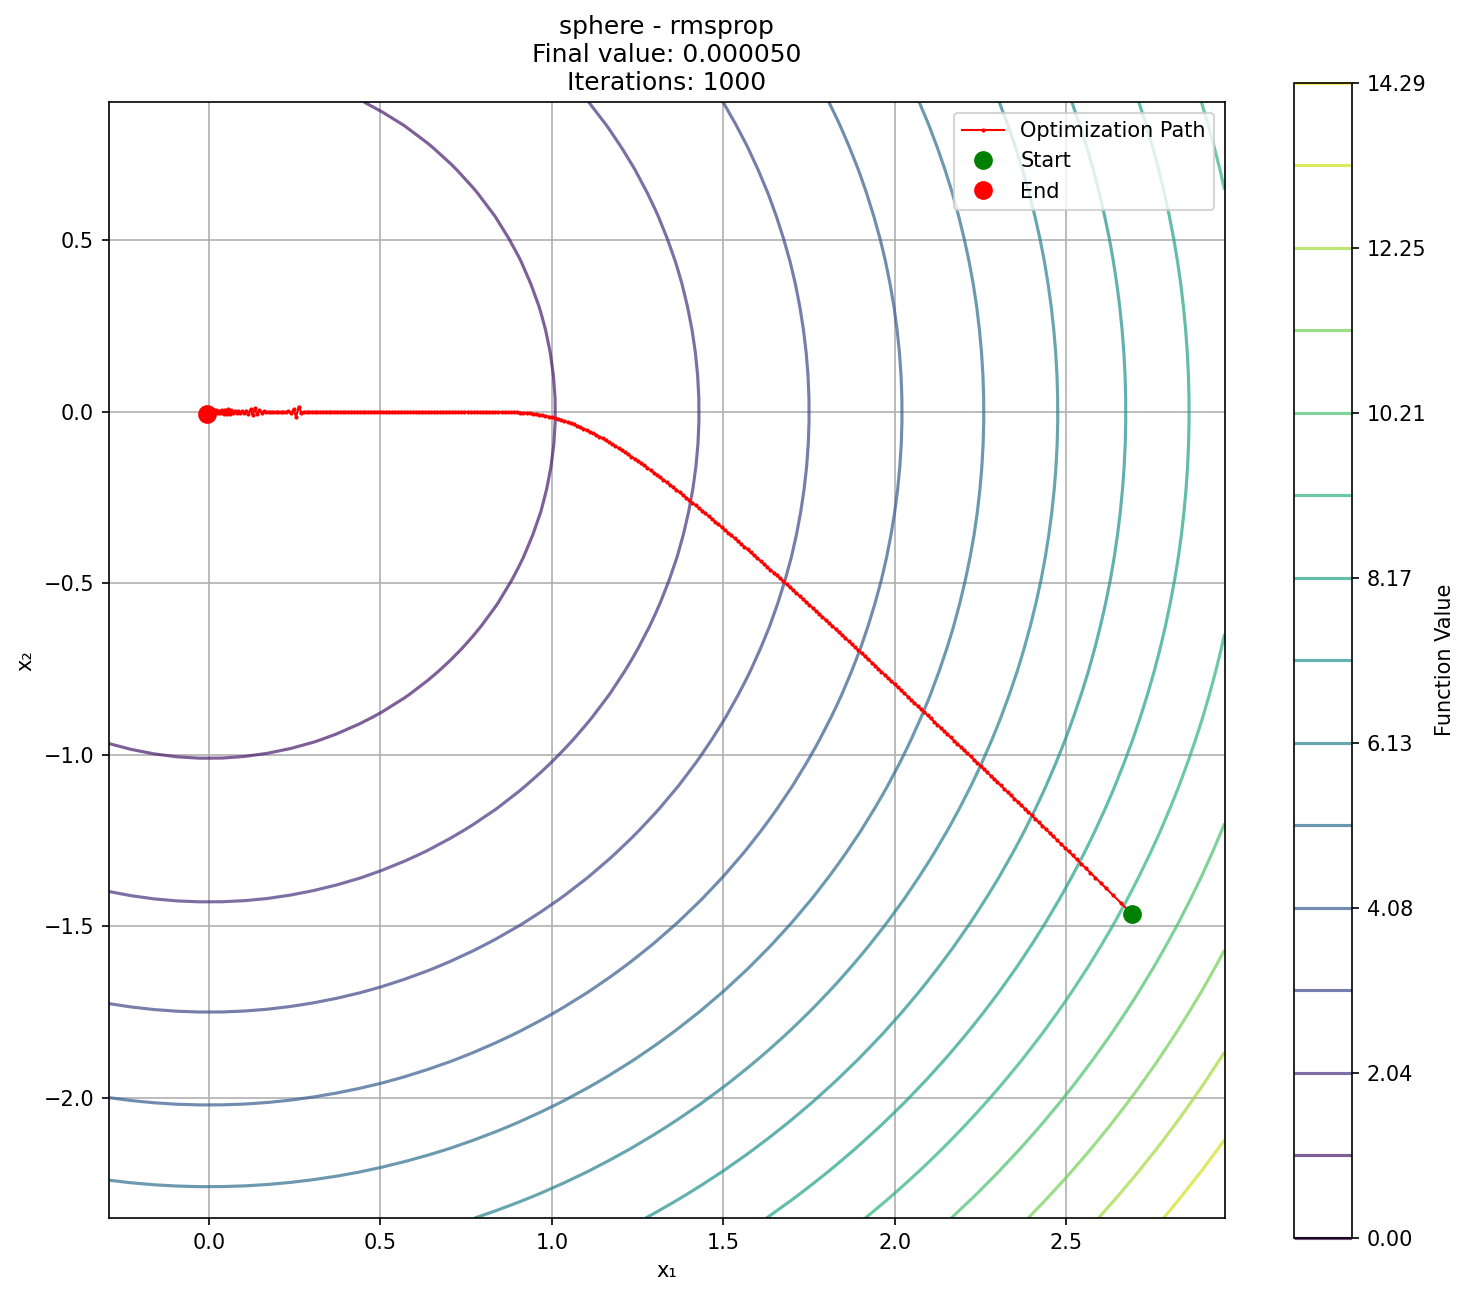 sphere - rmsprop
Final value: 0.000050
Iterations: 1000
Optimization Path
Start
End
0.5
0.0
−0.5
−1.0
−1.5
−2.0
x₂
0.0 0.5 1.0 1.5 2.0 2.5
x₁
14.29
12.25
10.21
8.17
6.13
4.08
2.04
0.00
Function Value